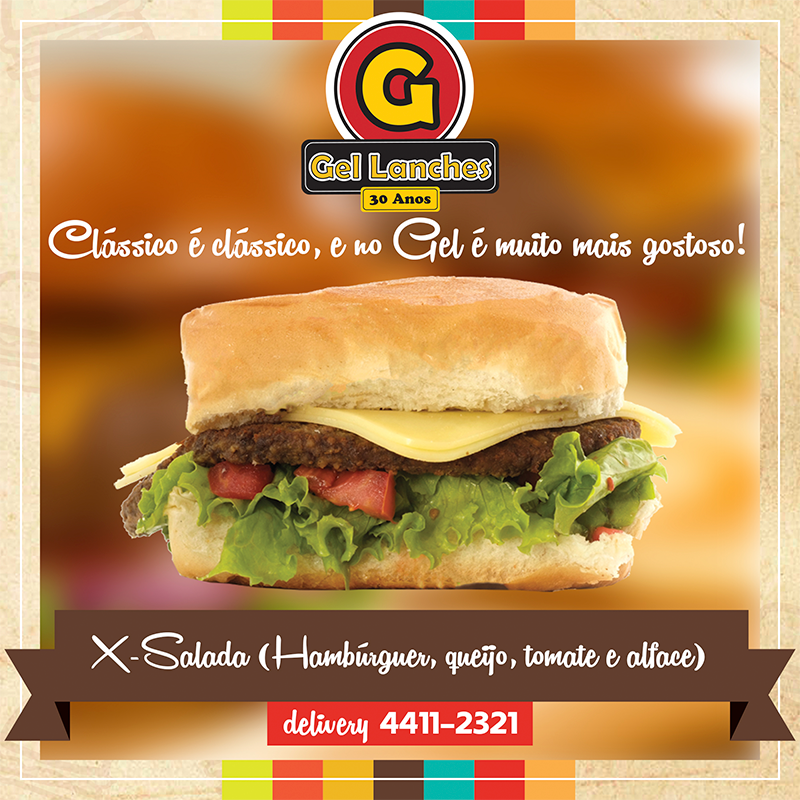 G
Gel Lanches
30 Anos
Clássico é clássico, e no Gel é muito mais gostoso!
X-Salada (Hambúrguer, queijo, tomate e alface)
delivery 4411-2321